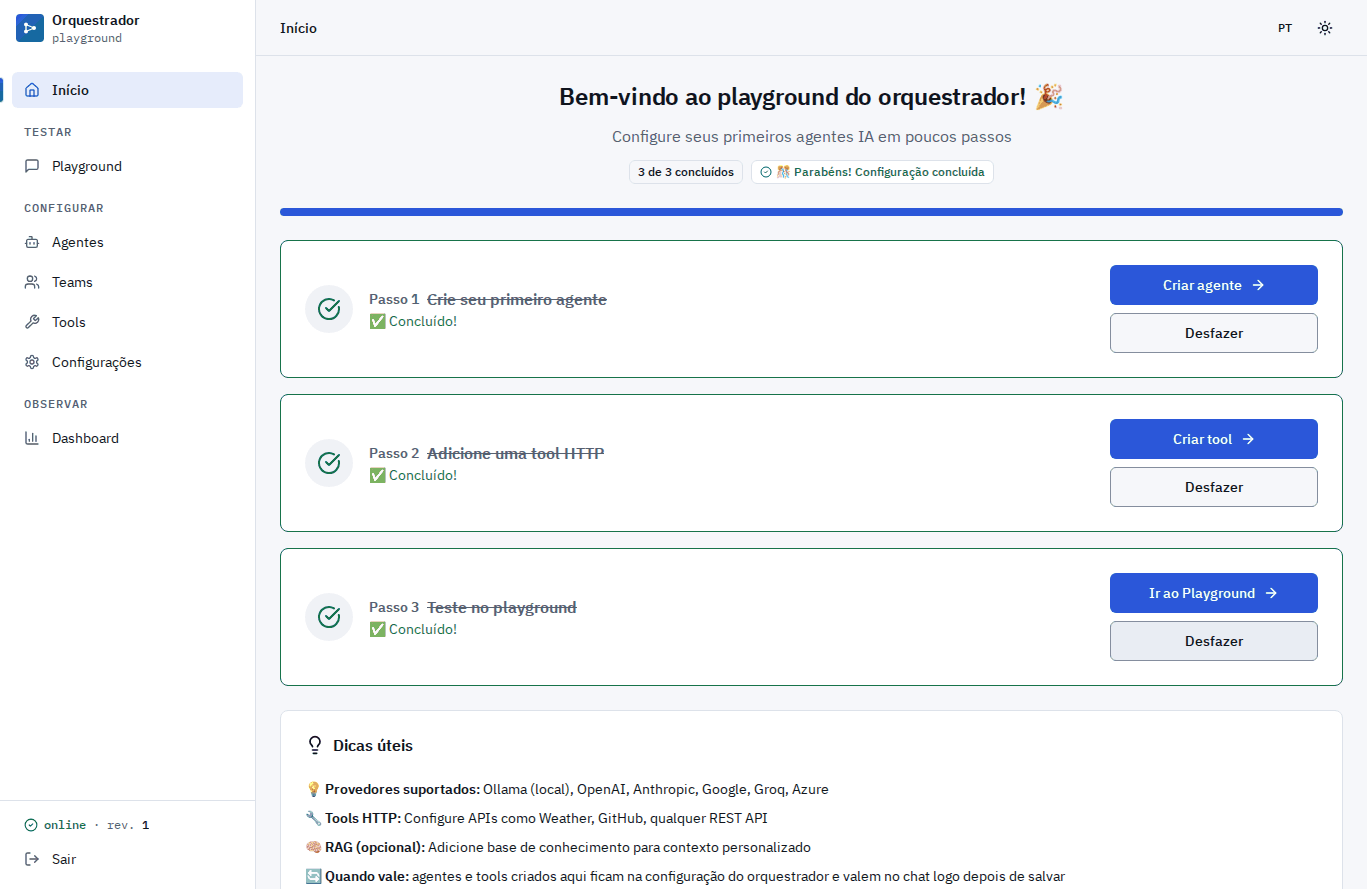 Orquestrador
playground
Início
TESTAR
Playground
CONFIGURAR
Agentes
Teams
Tools
Configurações
OBSERVAR
Dashboard
online · rev. 1
Sair
Início
PT
Bem-vindo ao playground do orquestrador! 🎉
Configure seus primeiros agentes IA em poucos passos
3 de 3 concluídos
🎊 Parabéns! Configuração concluída
Passo 1 Crie seu primeiro agente
✅ Concluído!
Criar agente →
Desfazer
Passo 2 Adicione uma tool HTTP
✅ Concluído!
Criar tool →
Desfazer
Passo 3 Teste no playground
✅ Concluído!
Ir ao Playground →
Desfazer
Dicas úteis
💡 Provedores suportados: Ollama (local), OpenAI, Anthropic, Google, Groq, Azure
🔧 Tools HTTP: Configure APIs como Weather, GitHub, qualquer REST API
🧠 RAG (opcional): Adicione base de conhecimento para contexto personalizado
🔄 Quando vale: agentes e tools criados aqui ficam na configuração do orquestrador e valem no chat logo depois de salvar